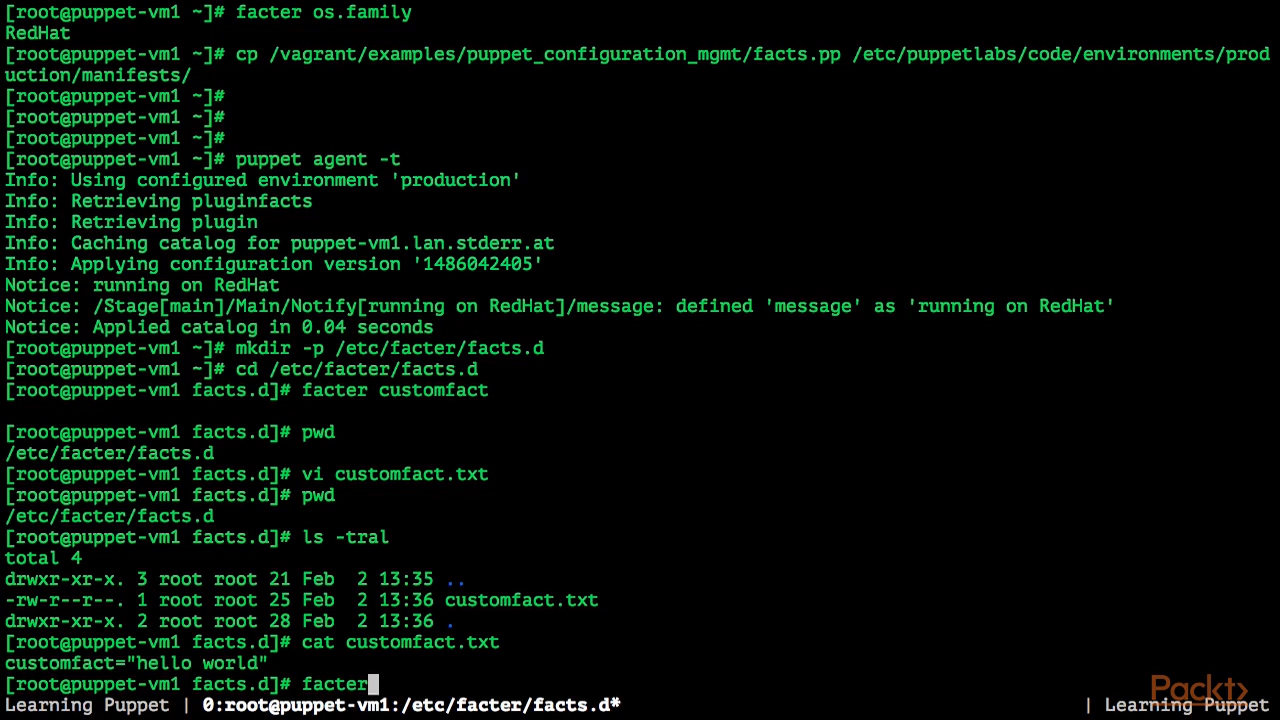 [root@puppet-vm1 ~]# facter os.family
RedHat
[root@puppet-vm1 ~]# cp /vagrant/examples/puppet_configuration_mgmt/facts.pp /etc/puppetlabs/code/environments/prod
uction/manifests/
[root@puppet-vm1 ~]#
[root@puppet-vm1 ~]#
[root@puppet-vm1 ~]#
[root@puppet-vm1 ~]# puppet agent -t
Info: Using configured environment 'production'
Info: Retrieving pluginfacts
Info: Retrieving plugin
Info: Caching catalog for puppet-vm1.lan.stderr.at
Info: Applying configuration version '1486042405'
Notice: running on RedHat
Notice: /Stage[main]/Main/Notify[running on RedHat]/message: defined 'message' as 'running on RedHat'
Notice: Applied catalog in 0.04 seconds
[root@puppet-vm1 ~]# mkdir -p /etc/facter/facts.d
[root@puppet-vm1 ~]# cd /etc/facter/facts.d
[root@puppet-vm1 facts.d]# facter customfact
[root@puppet-vm1 facts.d]# pwd
/etc/facter/facts.d
[root@puppet-vm1 facts.d]# vi customfact.txt
[root@puppet-vm1 facts.d]# pwd
/etc/facter/facts.d
[root@puppet-vm1 facts.d]# ls -tral
total 4
drwxr-xr-x. 3 root root 21 Feb  2 13:35 ..
-rw-r--r--. 1 root root 25 Feb  2 13:36 customfact.txt
drwxr-xr-x. 2 root root 28 Feb  2 13:36 .
[root@puppet-vm1 facts.d]# cat customfact.txt
customfact="hello world"
[root@puppet-vm1 facts.d]# facter
Packt>
Learning Puppet | 0:root@puppet-vm1:/etc/facter/facts.d* | Learning Puppet